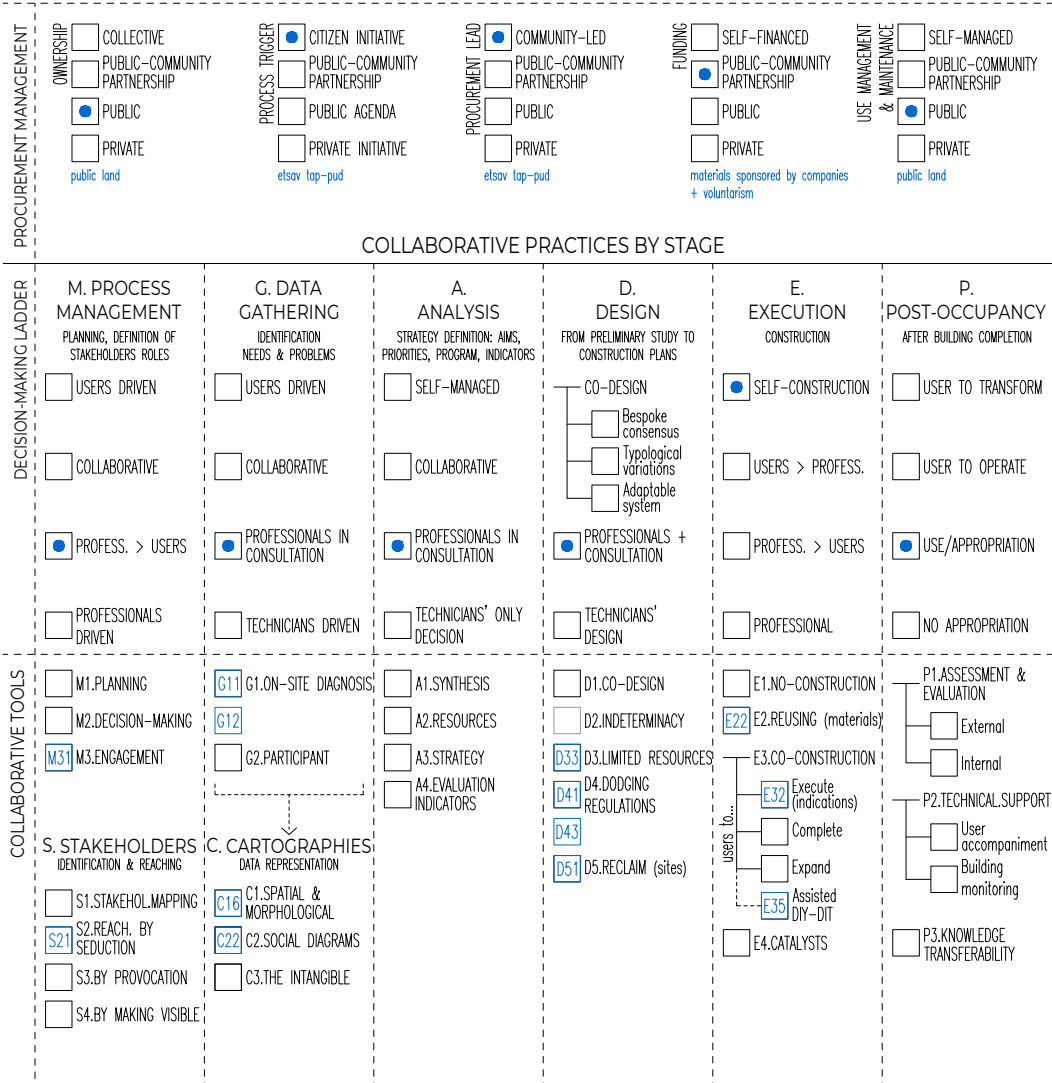 PROCUREMENT MANAGEMENT
OWNERSHIP
COLLECTIVE
PUBLIC-COMMUNITY
PARTNERSHIP
PUBLIC
PRIVATE
public land
PROCESS TRIGGER
CITIZEN INITIATIVE
PUBLIC-COMMUNITY
PARTNERSHIP
PUBLIC AGENDA
PRIVATE INITIATIVE
etsav tap-pud
PROCUREMENT LEAD
COMMUNITY-LED
PUBLIC-COMMUNITY
PARTNERSHIP
PUBLIC
PRIVATE
etsav tap-pud
FUNDING
SELF-FINANCED
PUBLIC-COMMUNITY
PARTNERSHIP
PUBLIC
PRIVATE
materials sponsored by companies
+ voluntarism
USE MANAGEMENT
& MAINTENANCE
SELF-MANAGED
PUBLIC-COMMUNITY
PARTNERSHIP
PUBLIC
PRIVATE
public land
COLLABORATIVE PRACTICES BY STAGE
DECISION-MAKING LADDER
M. PROCESS
MANAGEMENT
PLANNING, DEFINITION OF
STAKEHOLDERS ROLES
USERS DRIVEN
COLLABORATIVE
PROFESS. > USERS
PROFESSIONALS
DRIVEN
G. DATA
GATHERING
IDENTIFICATION
NEEDS & PROBLEMS
USERS DRIVEN
COLLABORATIVE
PROFESSIONALS IN
CONSULTATION
TECHNICIANS DRIVEN
A.
ANALYSIS
STRATEGY DEFINITION: AIMS,
PRIORITIES, PROGRAM, INDICATORS
SELF-MANAGED
COLLABORATIVE
PROFESSIONALS IN
CONSULTATION
TECHNICIANS' ONLY
DECISION
D.
DESIGN
FROM PRELIMINARY STUDY TO
CONSTRUCTION PLANS
CO-DESIGN
Bespoke
consensus
Typological
variations
Adaptable
system
PROFESSIONALS +
CONSULTATION
TECHNICIANS'
DESIGN
E.
EXECUTION
CONSTRUCTION
SELF-CONSTRUCTION
USERS > PROFESS.
PROFESS. > USERS
PROFESSIONAL
P.
POST-OCCUPANCY
AFTER BUILDING COMPLETION
USER TO TRANSFORM
USER TO OPERATE
USE/APPROPRIATION
NO APPROPRIATION
COLLABORATIVE TOOLS
M1.PLANNING
M2.DECISION-MAKING
M31 M3.ENGAGEMENT
S. STAKEHOLDERS
IDENTIFICATION & REACHING
S1.STAKEHOL.MAPPING
S21 S2.REACH. BY
SEDUCTION
S3.BY PROVOCATION
S4.BY MAKING VISIBLE
G11 G1.ON-SITE DIAGNOSIS
G12
G2.PARTICIPANT
C. CARTOGRAPHIES
DATA REPRESENTATION
C16 C1.SPATIAL &
MORPHOLOGICAL
C22 C2.SOCIAL DIAGRAMS
C3.THE INTANGIBLE
A1.SYNTHESIS
A2.RESOURCES
A3.STRATEGY
A4.EVALUATION
INDICATORS
D1.CO-DESIGN
D2.INDETERMINACY
D33 D3.LIMITED RESOURCES
D41 D4.DODGING
REGULATIONS
D43
D51 D5.RECLAIM (sites)
E1.NO-CONSTRUCTION
E22 E2.REUSING (materials)
E3.CO-CONSTRUCTION
users to...
E32 Execute
(indications)
Complete
Expand
E35 Assisted
DIY-DIT
E4.CATALYSTS
P1.ASSESSMENT &
EVALUATION
External
Internal
P2.TECHNICAL.SUPPORT
User
accompaniment
Building
monitoring
P3.KNOWLEDGE
TRANSFERABILITY